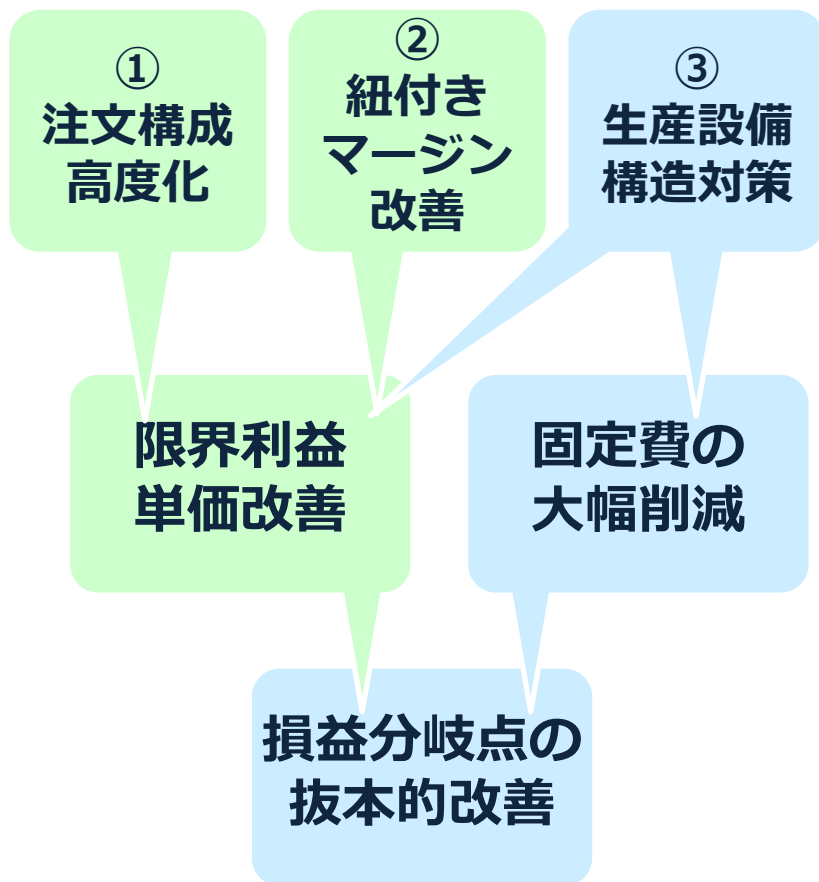 ①
注文構成
高度化
②
紐付き
マージン
改善
③
生産設備
構造対策
限界利益
単価改善
固定費の
大幅削減
損益分岐点の
抜本的改善